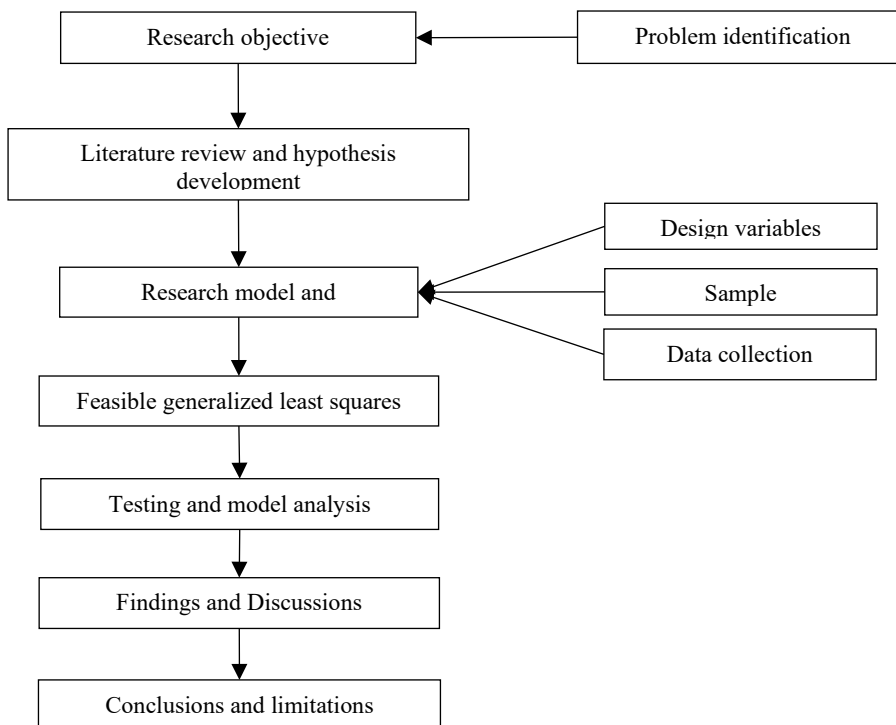 Research objective
Problem identification
Literature review and hypothesis
development
Design variables
Research model and
Sample
Data collection
Feasible generalized least squares
Testing and model analysis
Findings and Discussions
Conclusions and limitations